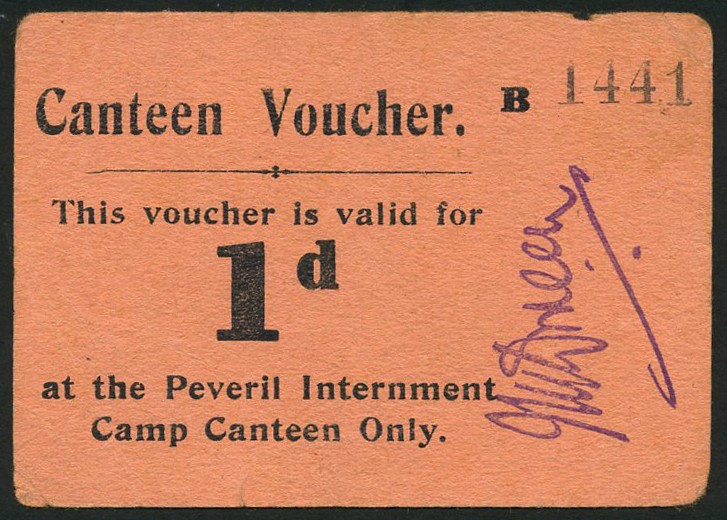 Canteen Voucher. B 1441
This voucher is valid for
1d
at the Peveril Internment
Camp Canteen Only.